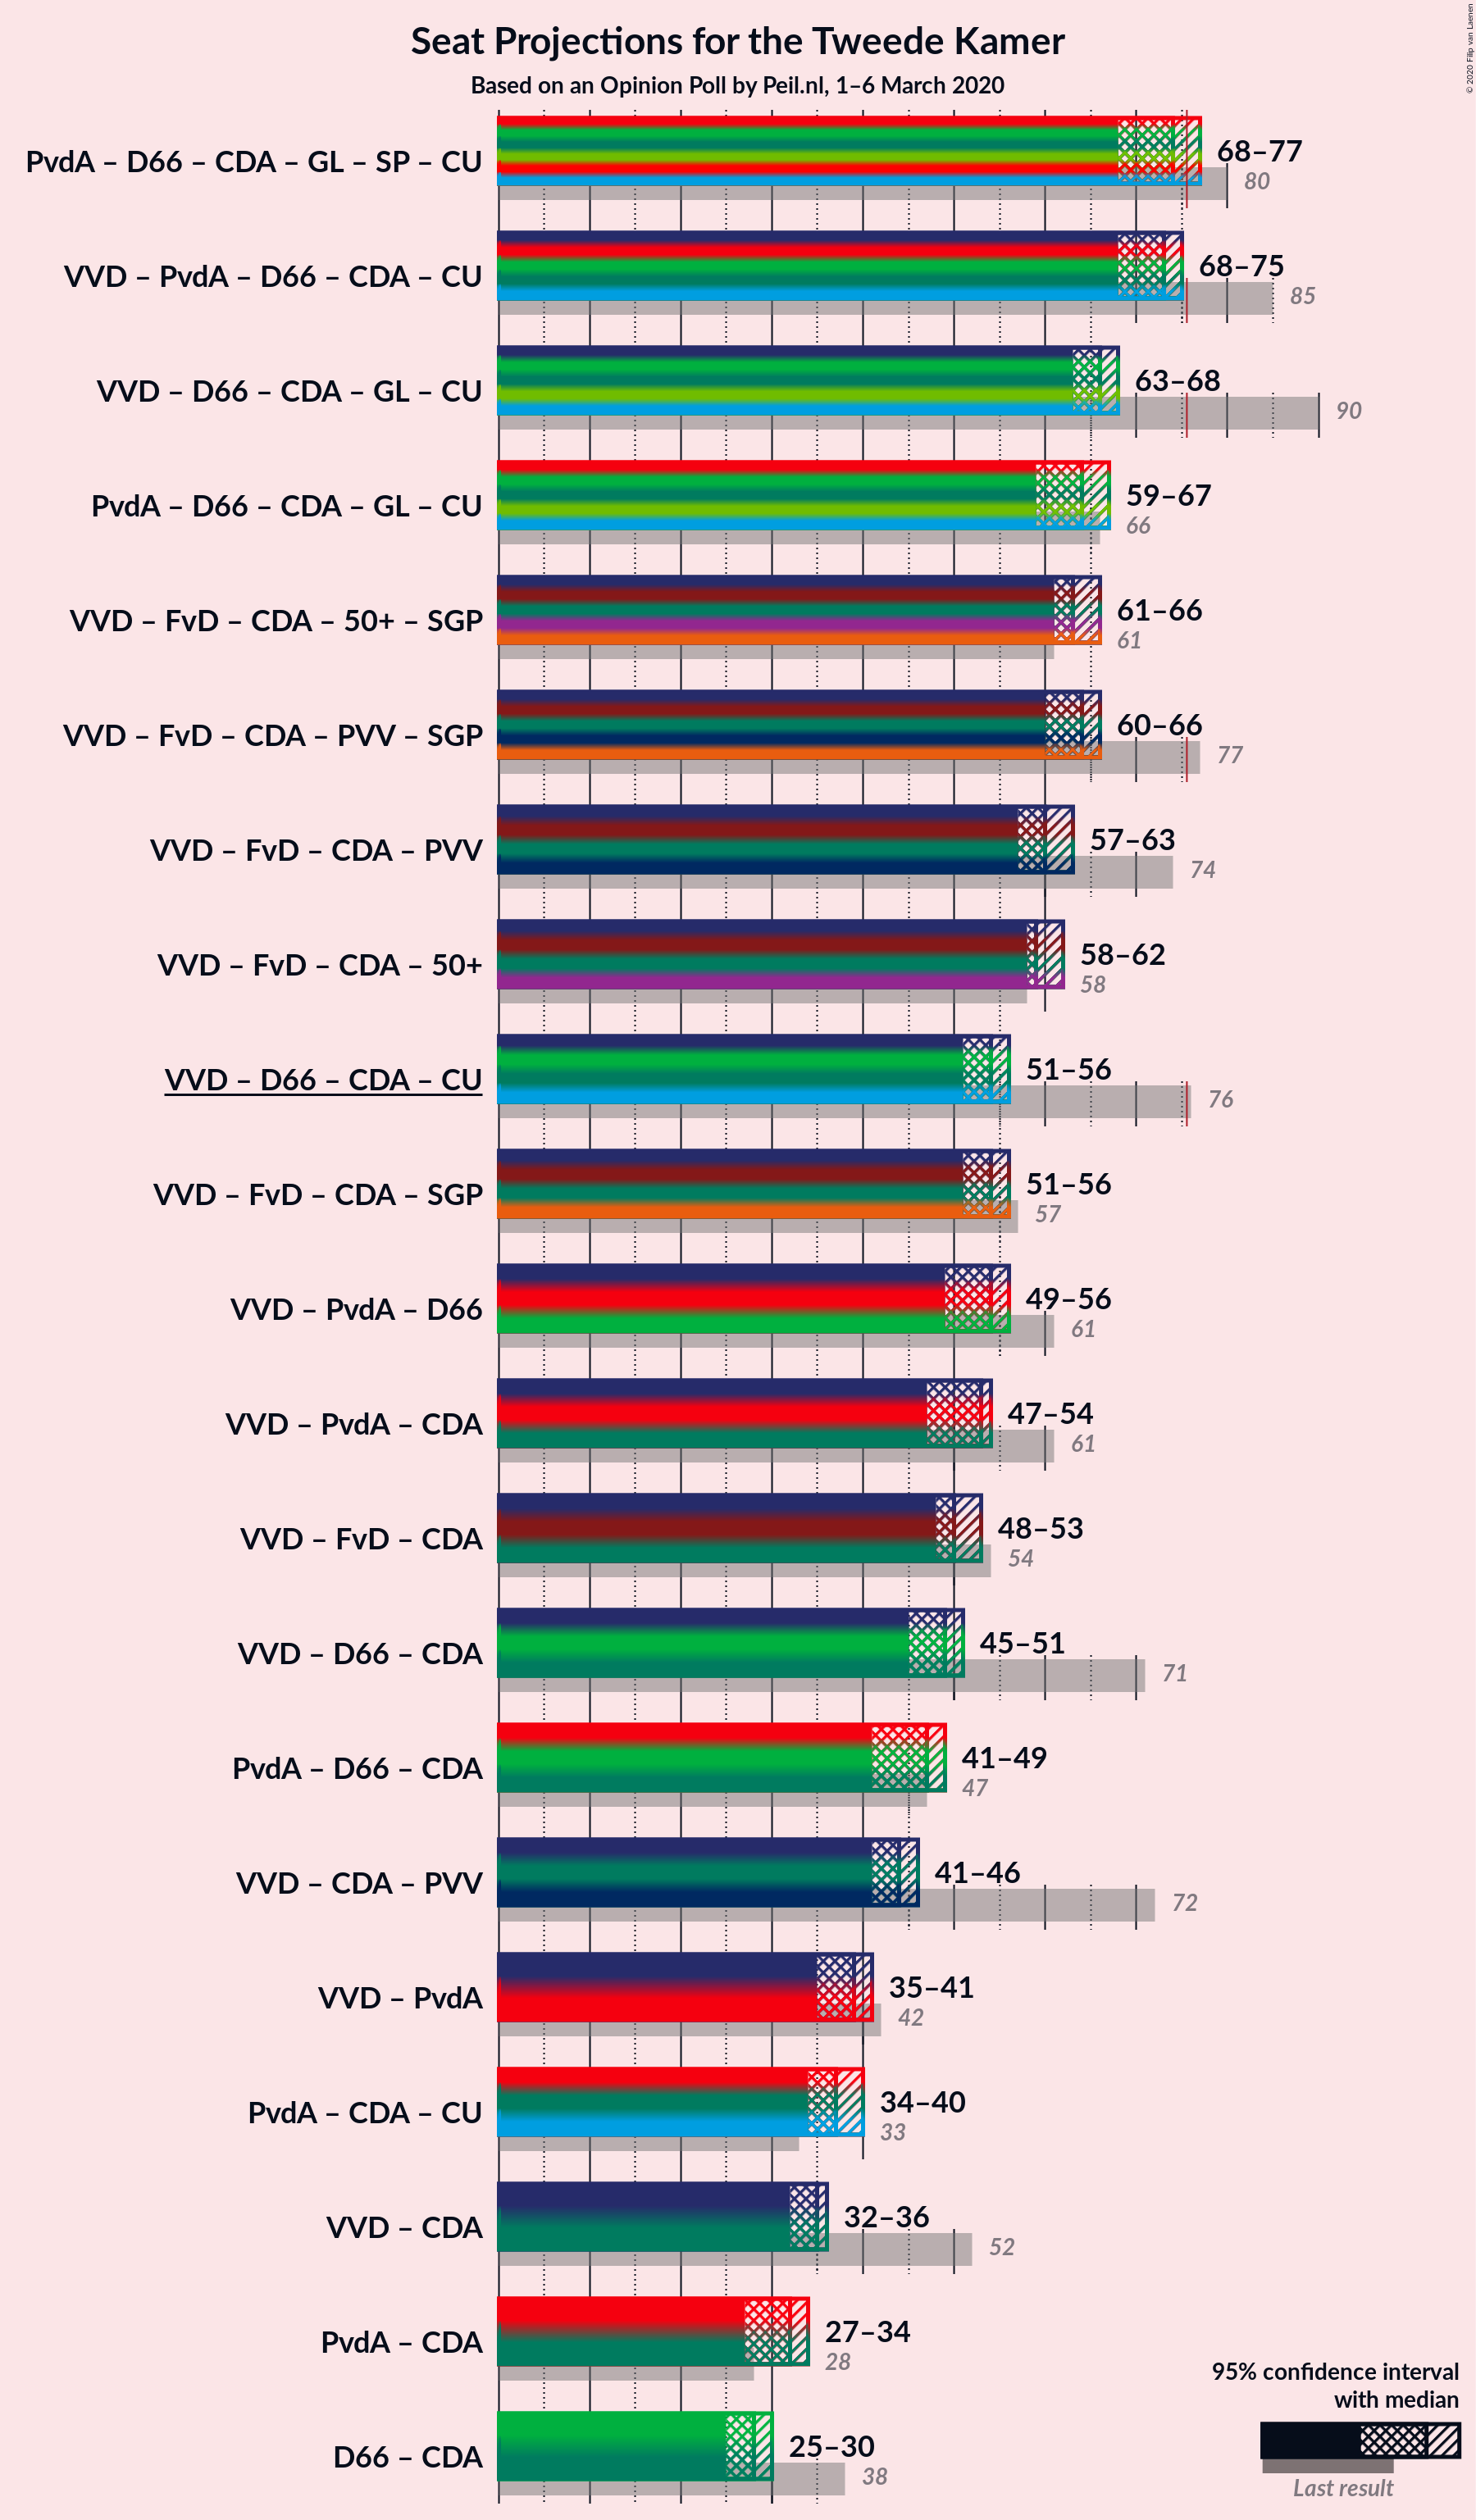 © 2020 Filip van Laenen
Seat Projections for the Tweede Kamer
Based on an Opinion Poll by Peil.nl, 1–6 March 2020
PvdA – D66 – CDA – GL – SP – CU
68–77
80
VVD – PvdA – D66 – CDA – CU
68–75
85
VVD – D66 – CDA – GL – CU
63–68
90
PvdA – D66 – CDA – GL – CU
59–67
66
VVD – FvD – CDA – 50+ – SGP
61–66
61
VVD – FvD – CDA – PVV – SGP
60–66
77
VVD – FvD – CDA – PVV
57–63
74
VVD – FvD – CDA – 50+
58–62
58
VVD – D66 – CDA – CU
51–56
76
VVD – FvD – CDA – SGP
51–56
57
VVD – PvdA – D66
49–56
61
VVD – PvdA – CDA
47–54
61
VVD – FvD – CDA
48–53
54
VVD – D66 – CDA
45–51
71
PvdA – D66 – CDA
41–49
47
VVD – CDA – PVV
41–46
72
VVD – PvdA
35–41
42
PvdA – CDA – CU
34–40
33
VVD – CDA
32–36
52
PvdA – CDA
27–34
28
D66 – CDA
25–30
38
95% confidence interval
with median
Last result